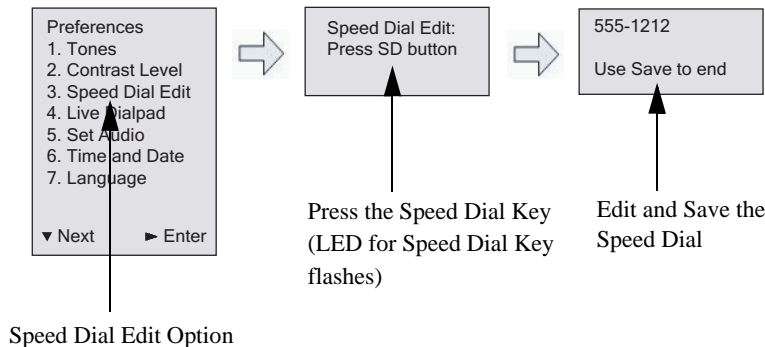 Preferences
1. Tones
2. Contrast Level
3. Speed Dial Edit
4. Live Dialpad
5. Set Audio
6. Time and Date
7. Language
▼ Next ► Enter
Speed Dial Edit:
Press SD button
555-1212
Use Save to end
Press the Speed Dial Key
(LED for Speed Dial Key
flashes)
Edit and Save the
Speed Dial
Speed Dial Edit Option